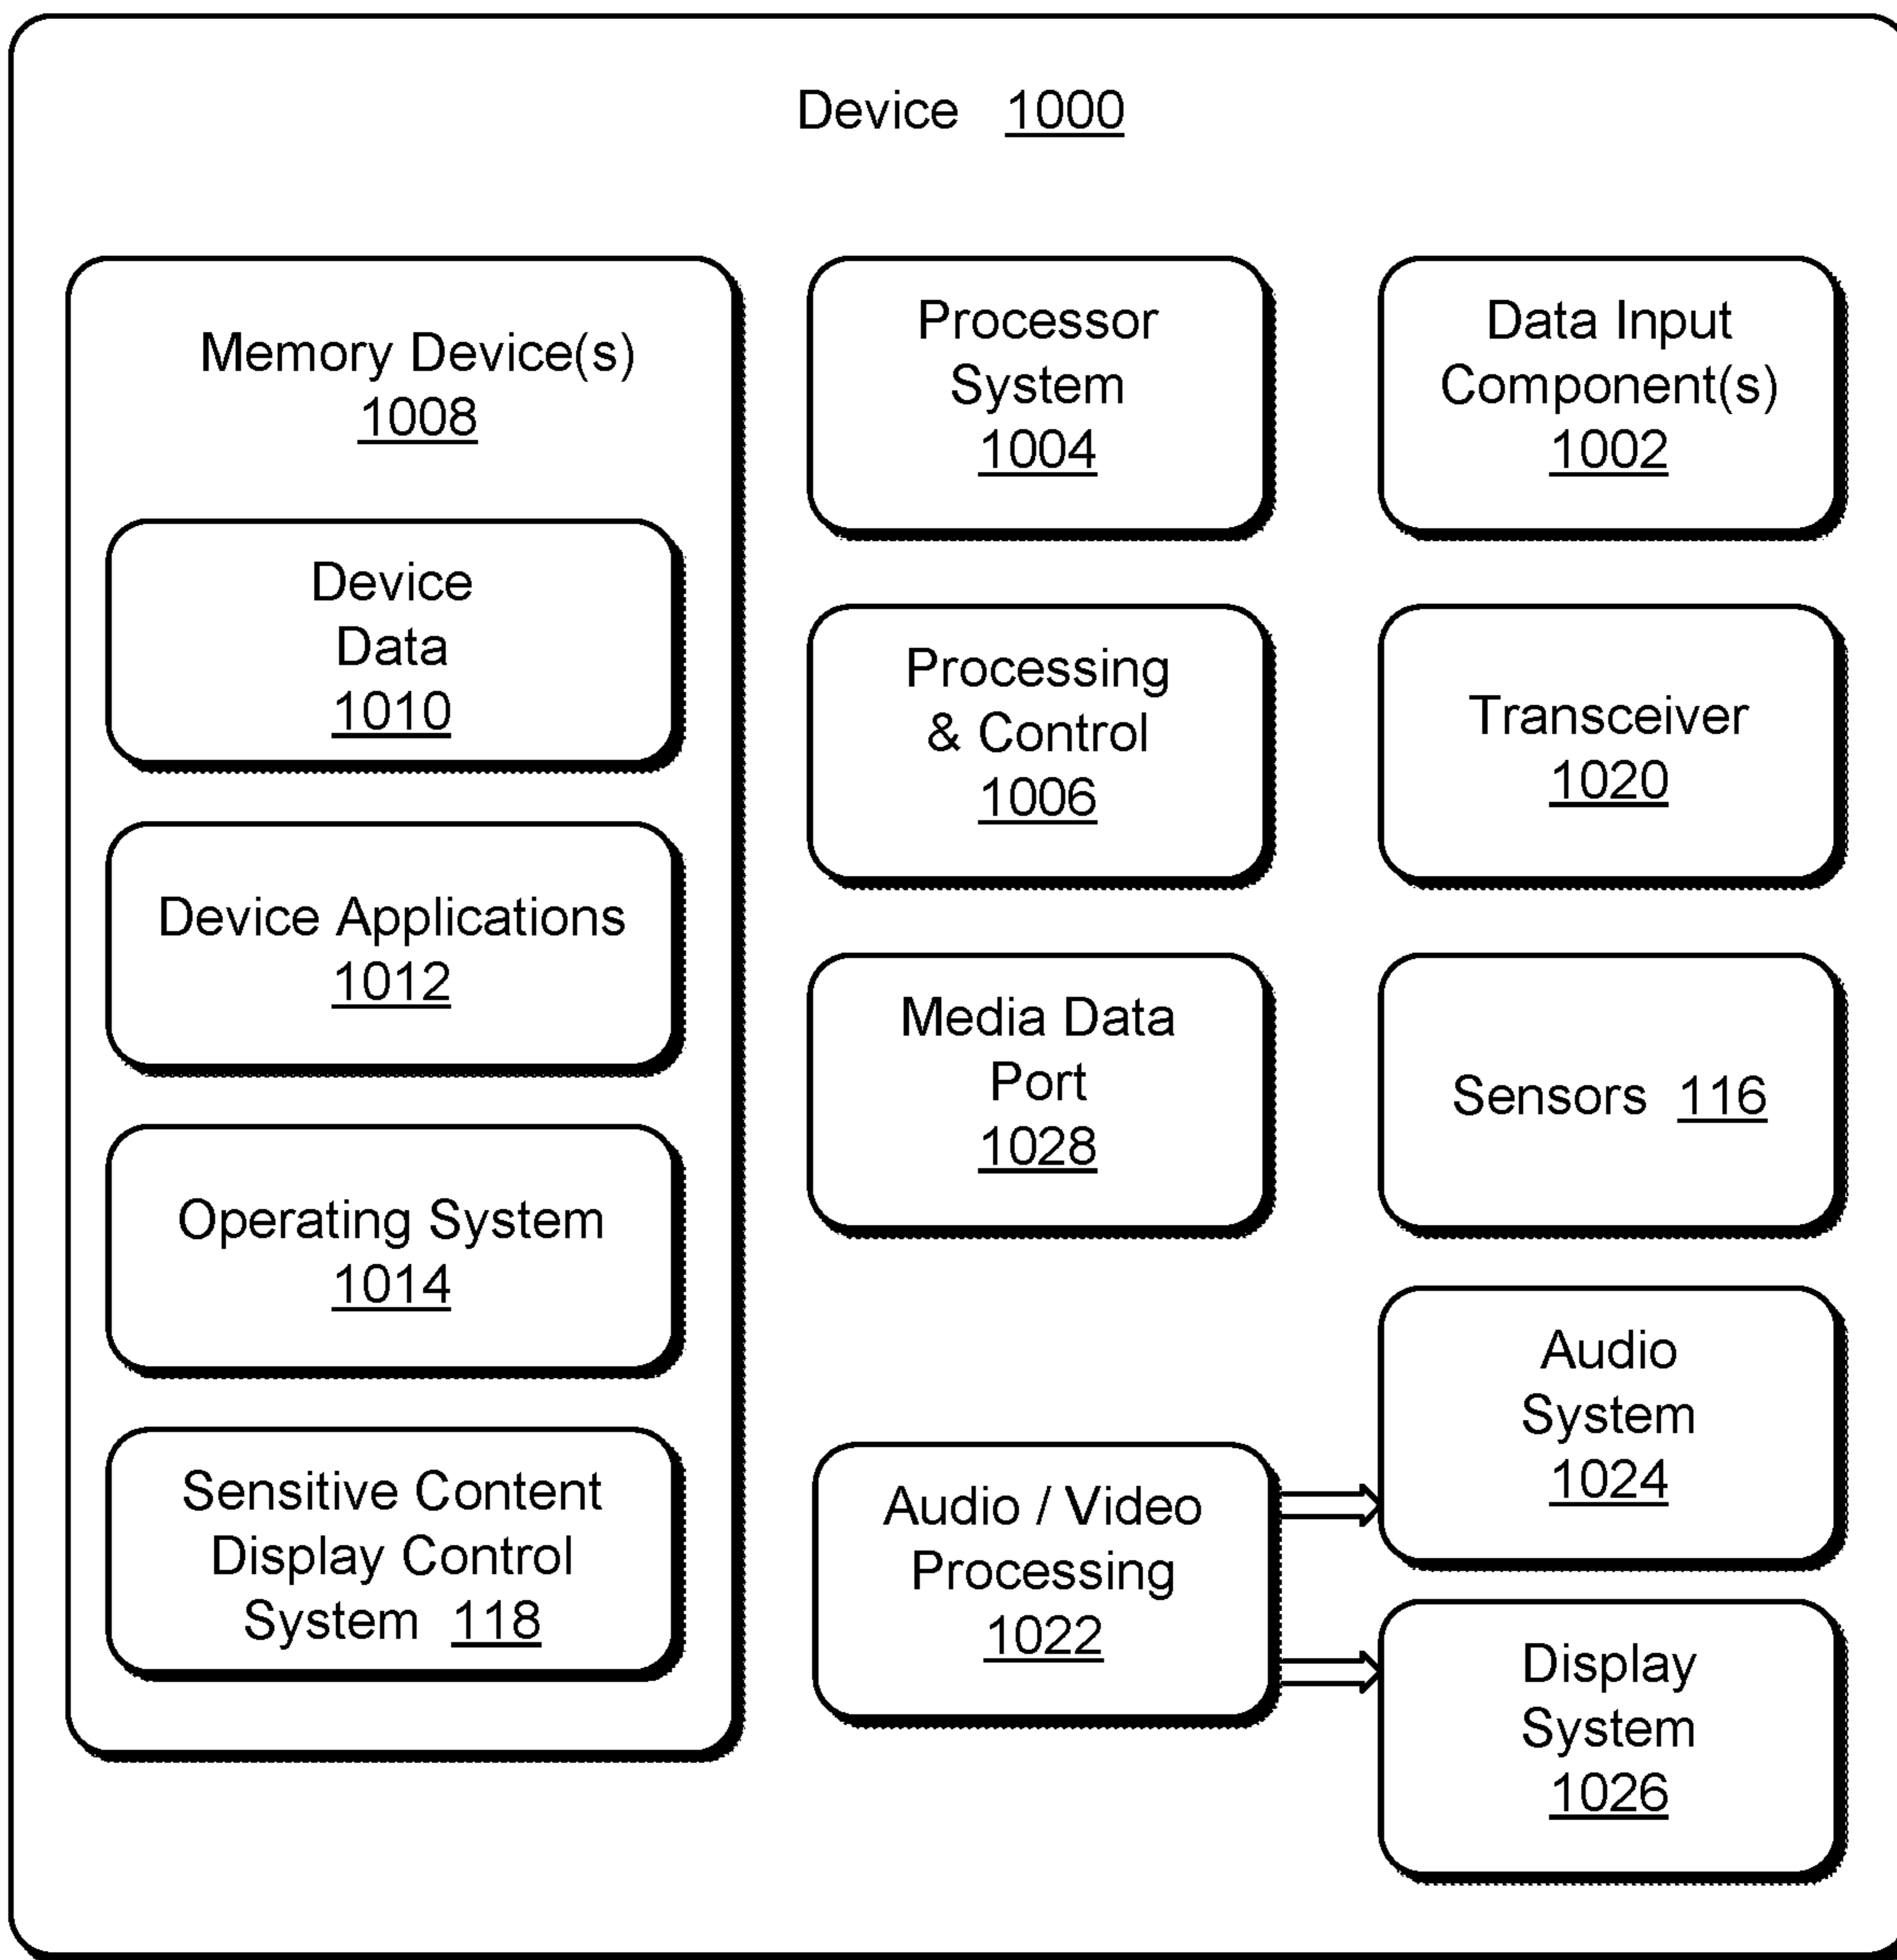 Device 1000
Memory Device(s)
1008
Device
Data
1010
Device Applications
1012
Operating System
1014
Sensitive Content
Display Control
System 118
Processor
System
1004
Processing
& Control
1006
Media Data
Port
1028
Audio / Video
Processing
1022
Data Input
Component(s)
1002
Transceiver
1020
Sensors 116
Audio
System
1024
Display
System
1026